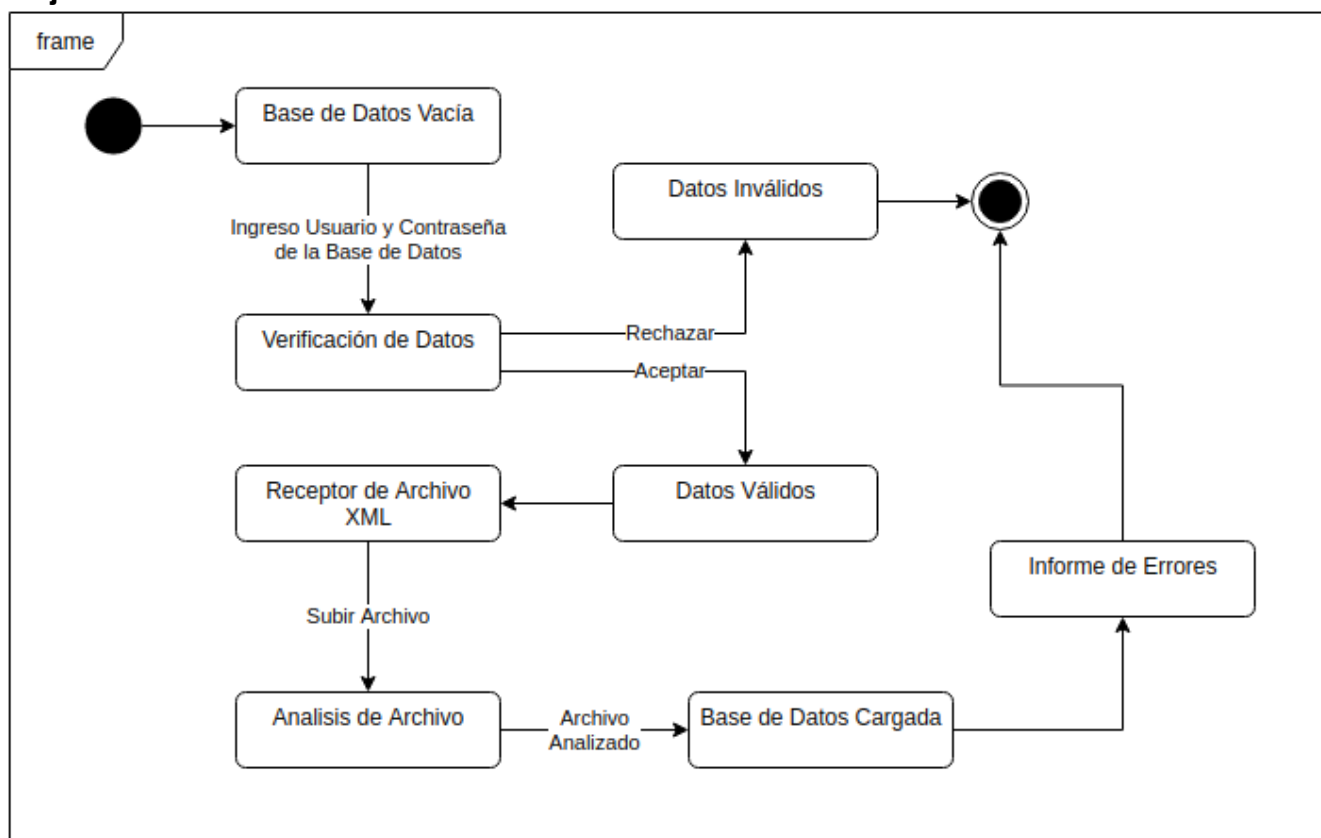 frame
Base de Datos Vacía
Ingreso Usuario y Contraseña
de la Base de Datos
Datos Inválidos
Verificación de Datos
Rechazar
Aceptar
Receptor de Archivo
XML
Datos Válidos
Informe de Errores
Subir Archivo
Analisis de Archivo
Archivo
Analizado
Base de Datos Cargada